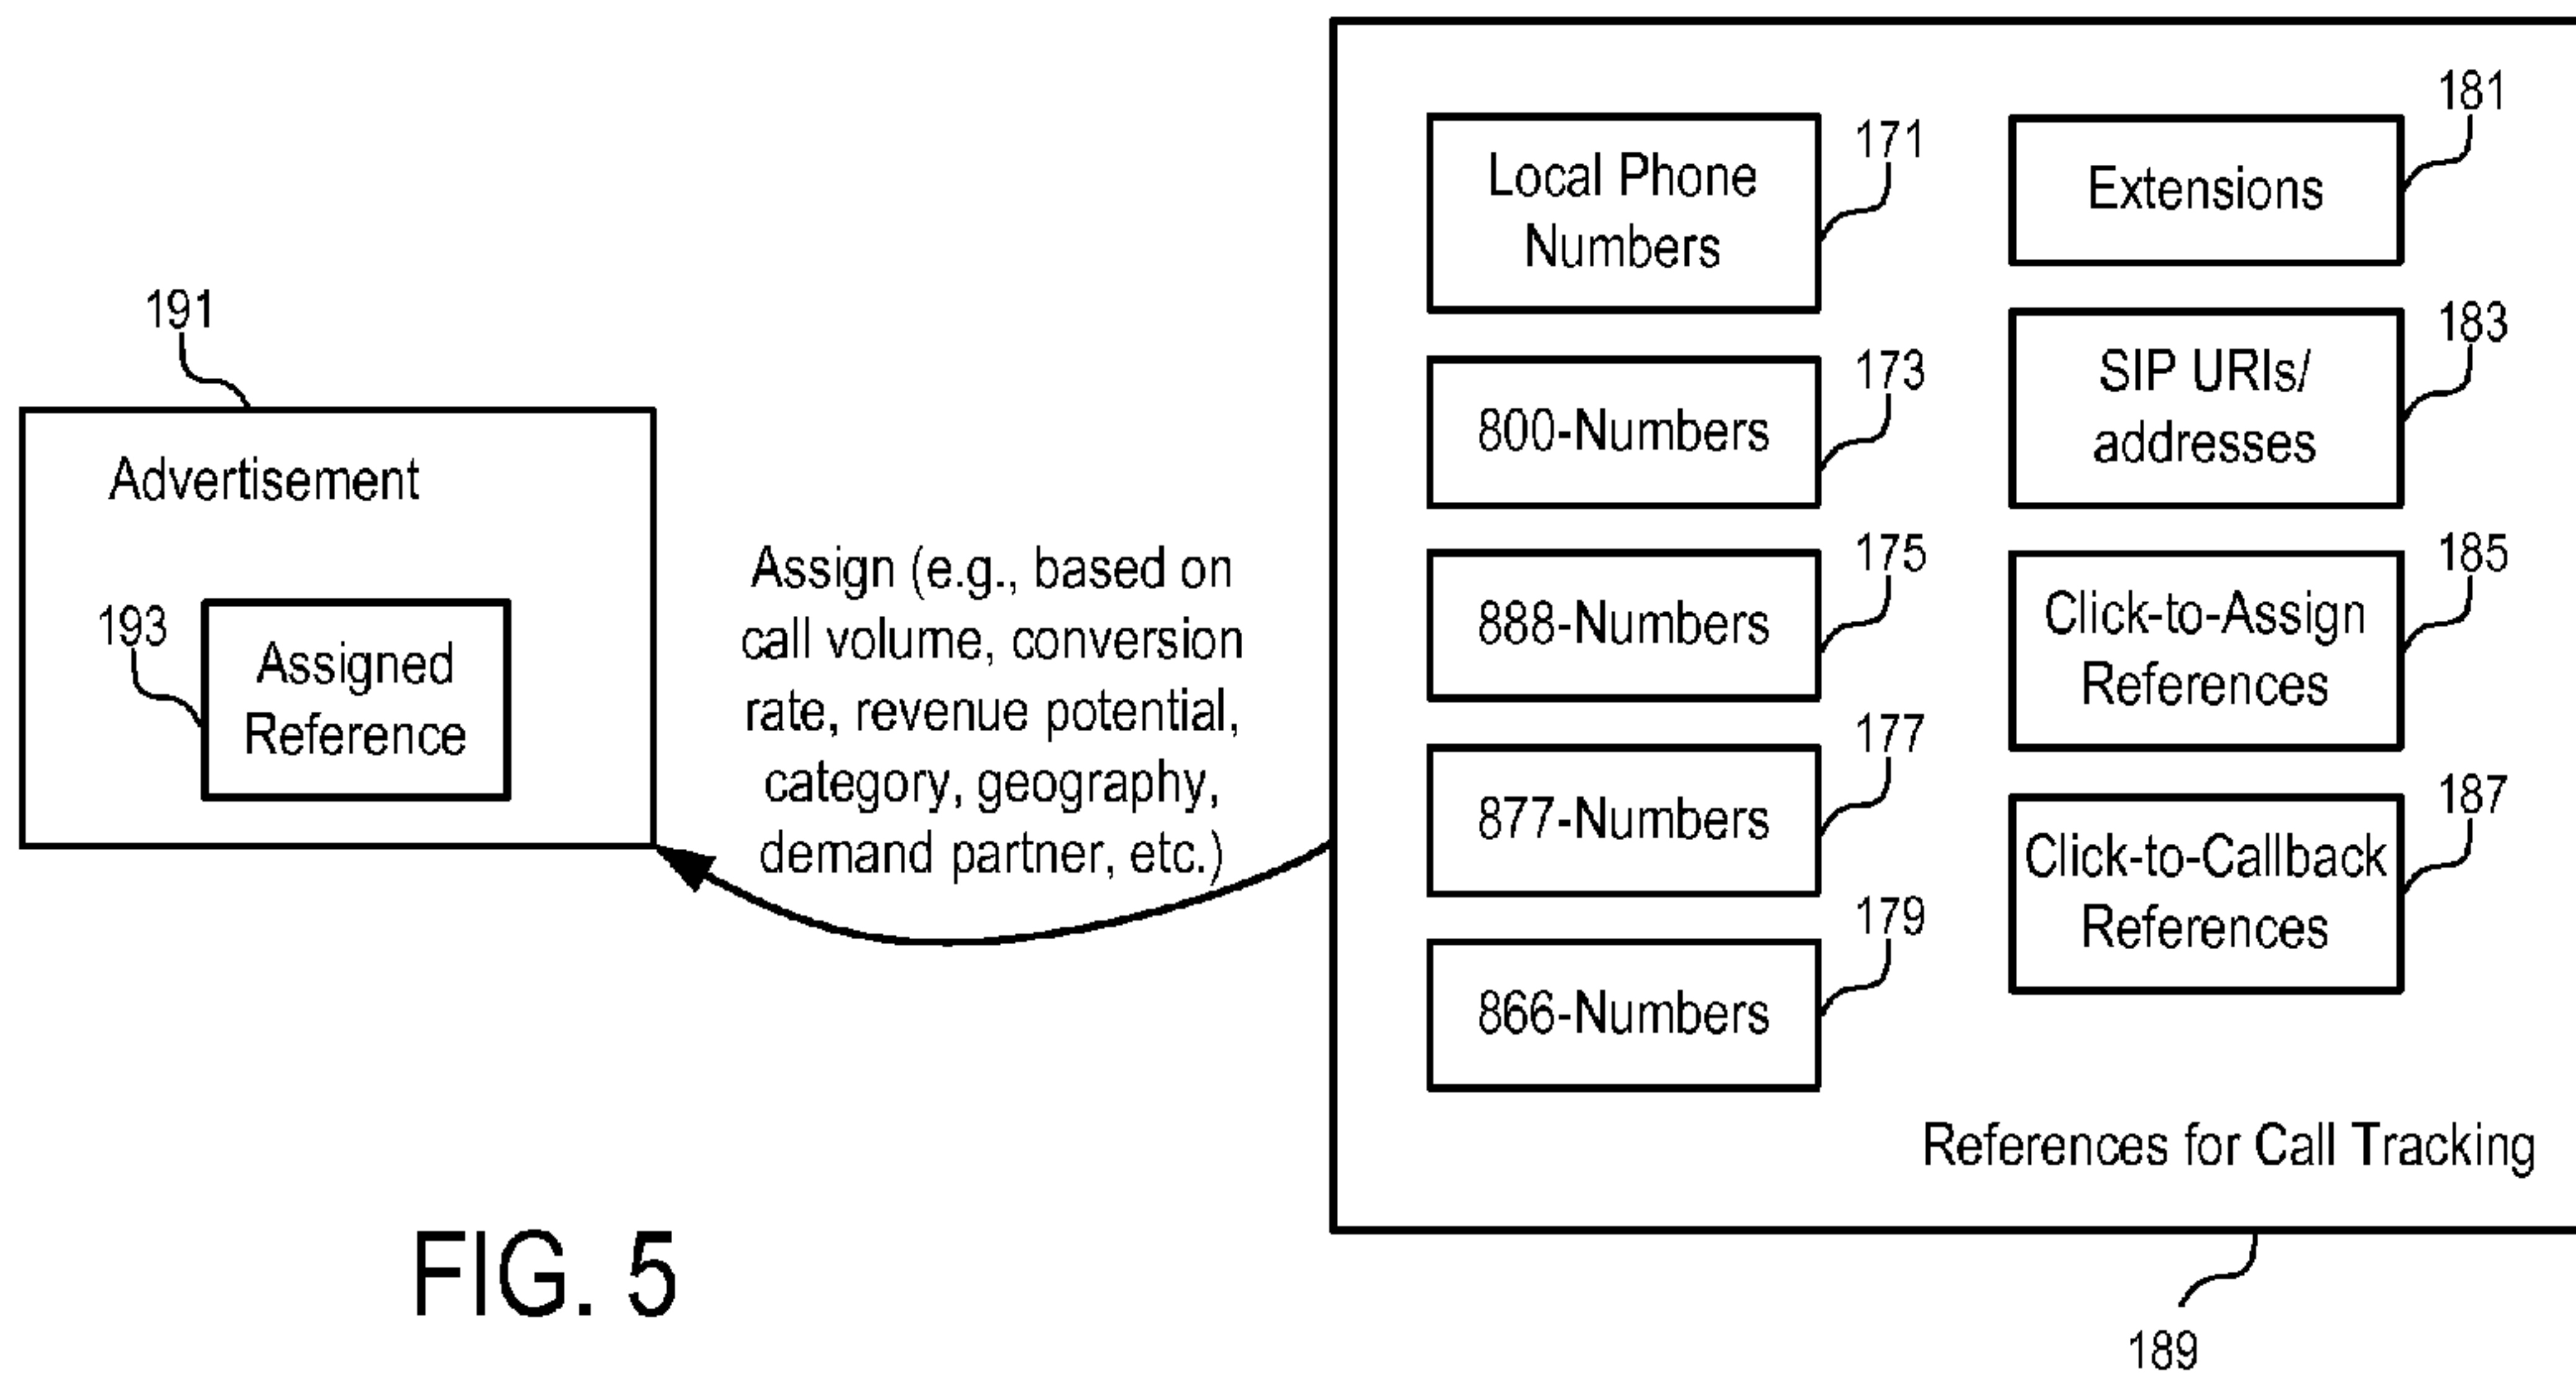 191
Advertisement
193
Assigned
Reference
Assign (e.g., based on
call volume, conversion
rate, revenue potential,
category, geography,
demand partner, etc.)
Local Phone
Numbers
171
800-Numbers
173
888-Numbers
175
877-Numbers
177
866-Numbers
179
Extensions
181
SIP URIs/
addresses
183
Click-to-Assign
References
185
Click-to-Callback
References
187
References for Call Tracking
189
FIG. 5